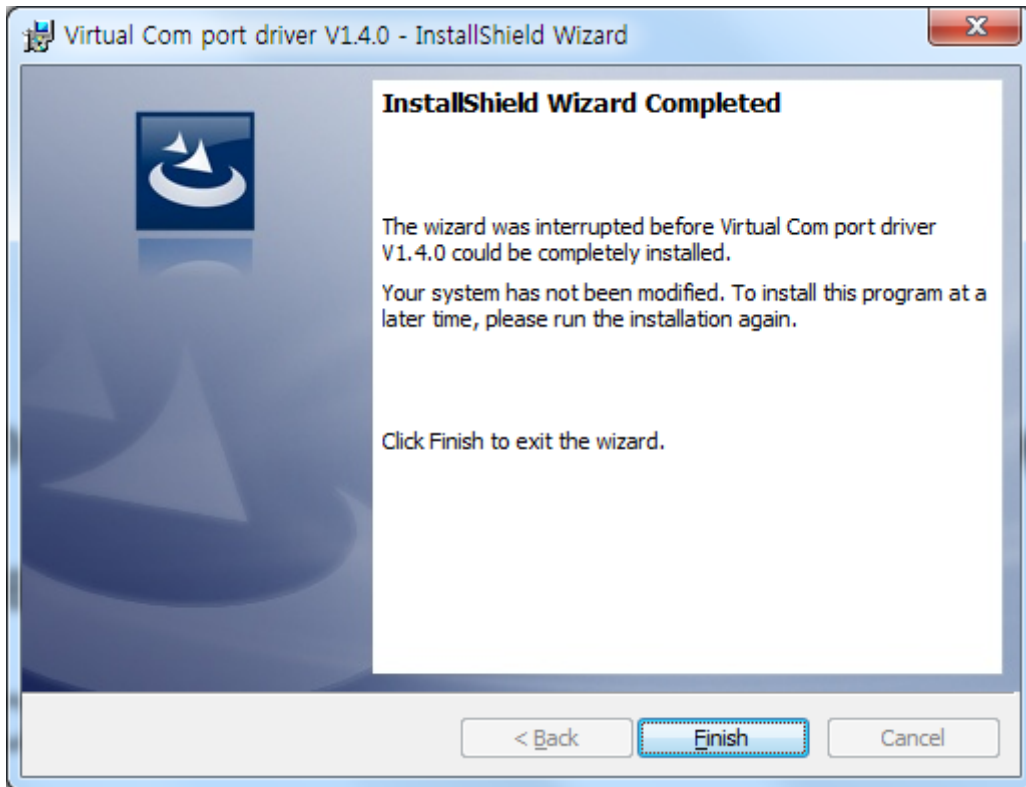 Virtual Com port driver V1.4.0 - InstallShield Wizard
InstallShield Wizard Completed
The wizard was interrupted before Virtual Com port driver
V1.4.0 could be completely installed.
Your system has not been modified. To install this program at a
later time, please run the installation again.
Click Finish to exit the wizard.
< Back
Finish
Cancel